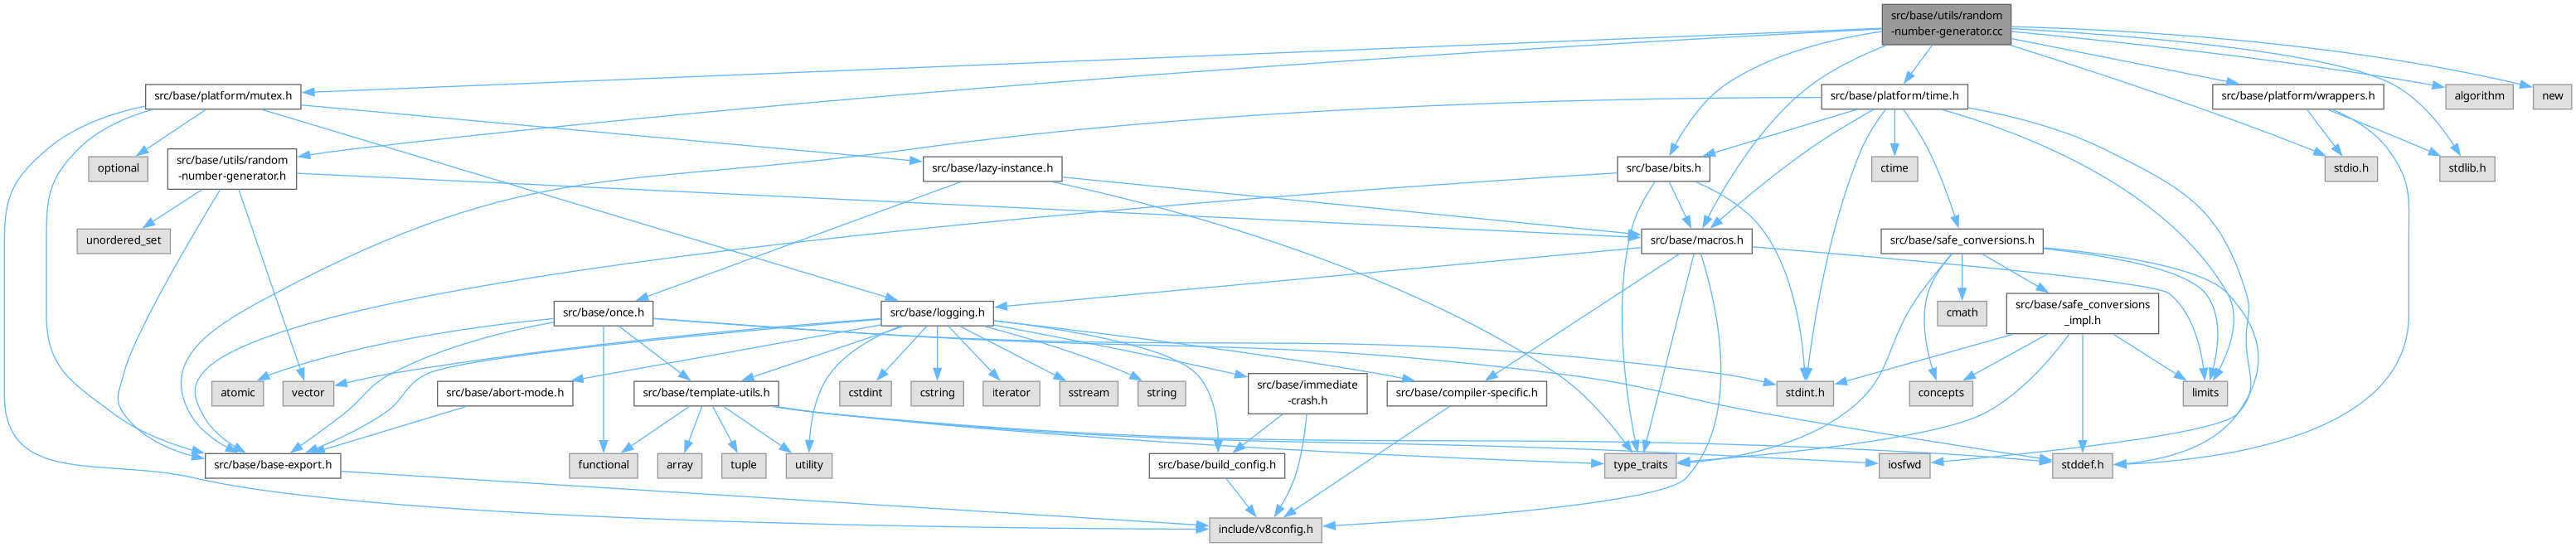 src/base/utils/random
-number-generator.cc
src/base/platform/mutex.h
src/base/platform/time.h
src/base/platform/wrappers.h
algorithm
new
optional
src/base/utils/random
-number-generator.h
src/base/lazy-instance.h
src/base/bits.h
ctime
stdio.h
stdlib.h
unordered_set
src/base/macros.h
src/base/safe_conversions.h
src/base/once.h
src/base/logging.h
cmath
src/base/safe_conversions
_impl.h
atomic
vector
src/base/abort-mode.h
src/base/template-utils.h
cstdint
cstring
iterator
sstream
string
src/base/immediate
-crash.h
src/base/compiler-specific.h
stdint.h
concepts
limits
src/base/base-export.h
functional
array
tuple
utility
type_traits
src/base/build_config.h
iosfwd
stddef.h
include/v8config.h